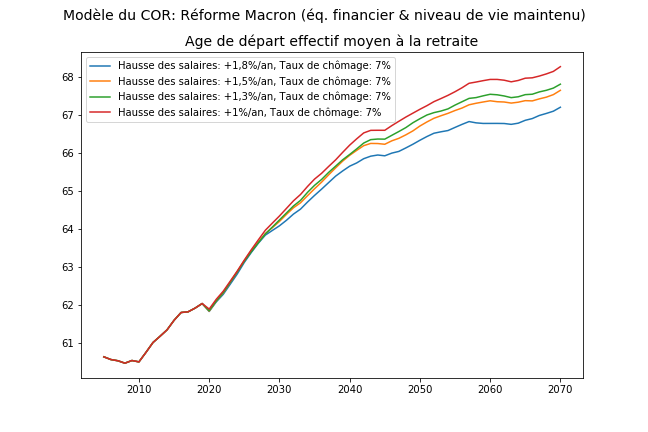 Modèle du COR: Réforme Macron (éq. financier & niveau de vie maintenu)
Age de départ effectif moyen à la retraite
Hausse des salaires: +1,8%/an, Taux de chômage: 7%
Hausse des salaires: +1,5%/an, Taux de chômage: 7%
Hausse des salaires: +1,3%/an, Taux de chômage: 7%
Hausse des salaires: +1%/an, Taux de chômage: 7%
68
67
66
65
64
63
62
61
2010 2020 2030 2040 2050 2060 2070